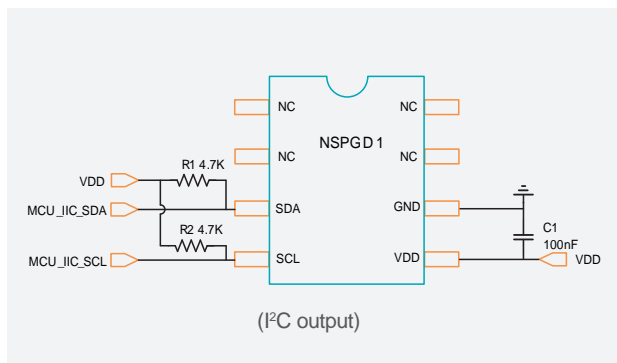 NC
NC
NSPGD1
NC
NC
R1 4.7K
VDD
MCU_IIC_SDA
SDA
GND
R2 4.7K
C1
100nF
MCU_IIC_SCL
SCL
VDD
VDD
(I²C output)